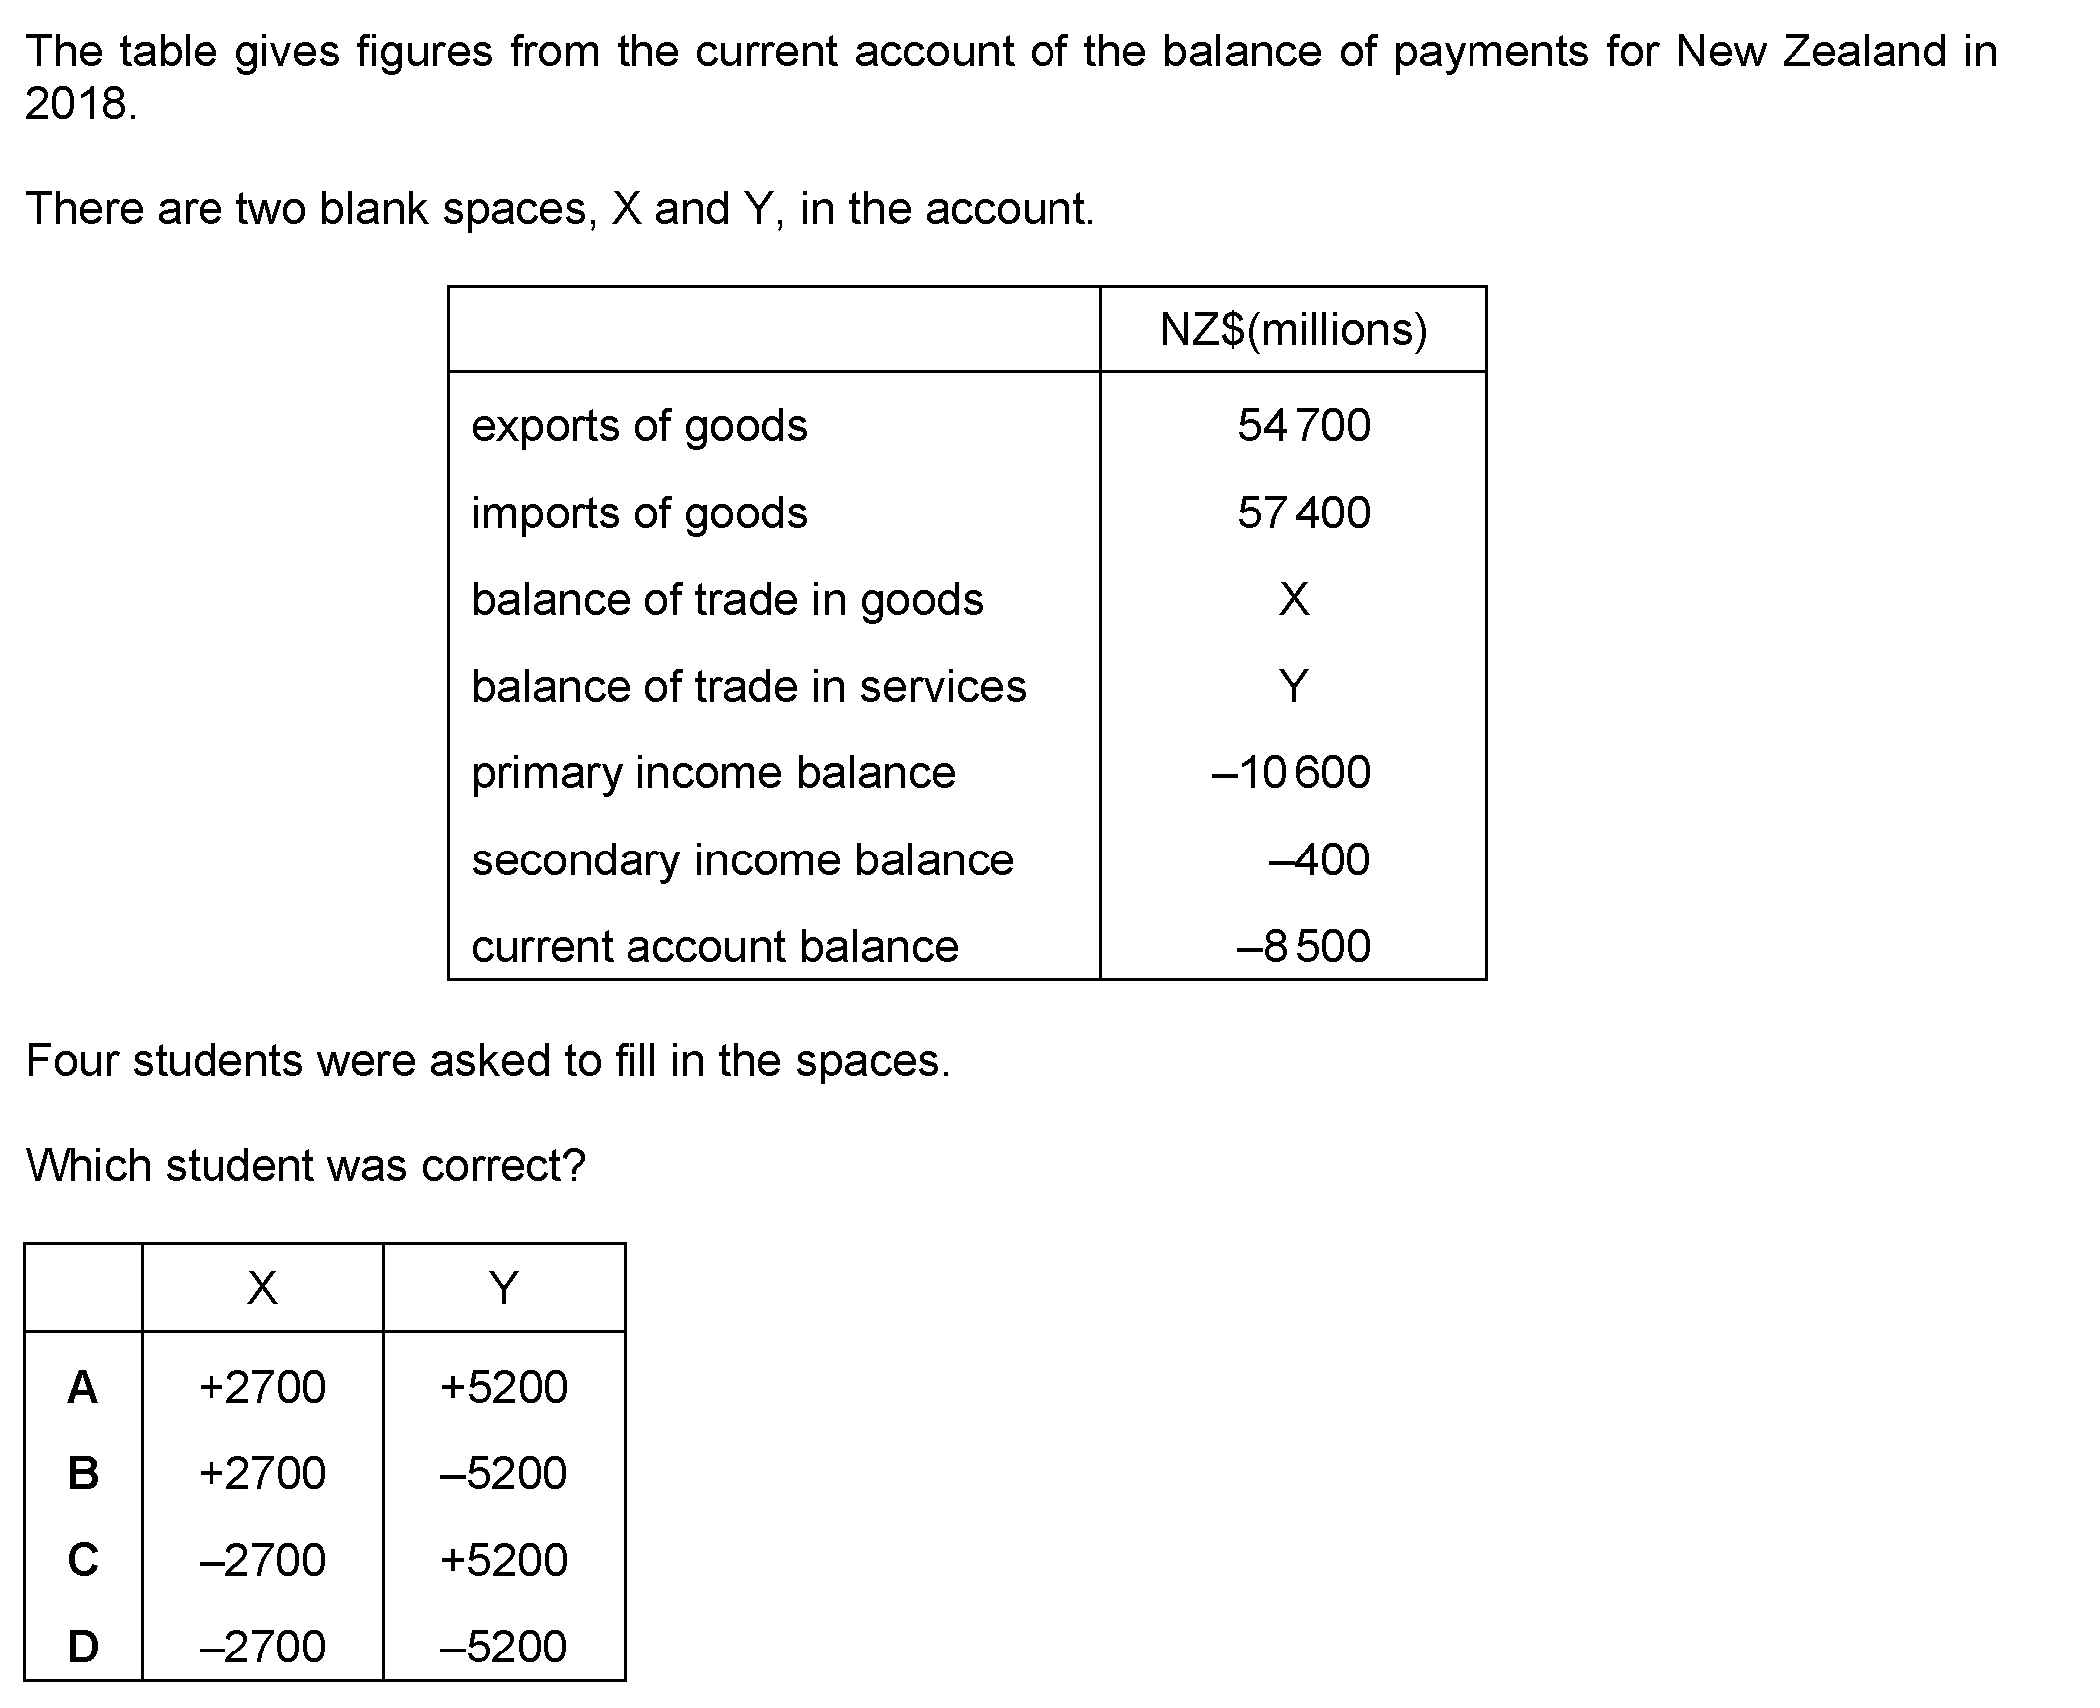 The table gives figures from the current account of the balance of payments for New Zealand in
2018.
There are two blank spaces, X and Y, in the account.
NZ$(millions)
exports of goods 54 700
imports of goods 57 400
balance of trade in goods X
balance of trade in services Y
primary income balance –10 600
secondary income balance –400
current account balance –8 500
Four students were asked to fill in the spaces.
Which student was correct?
X Y
A +2700 +5200
B +2700 –5200
C –2700 +5200
D –2700 –5200